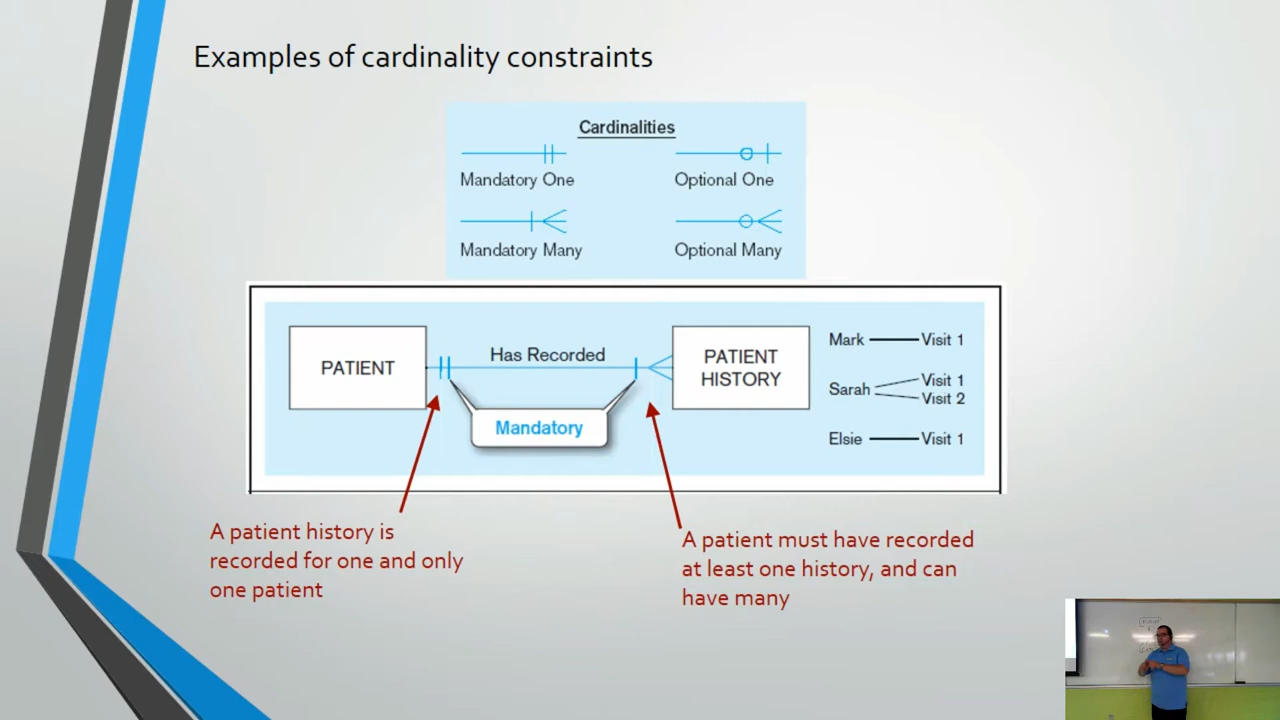 Examples of cardinality constraints
Cardinalities
Mandatory One
Optional One
Mandatory Many
Optional Many
PATIENT
Has Recorded
PATIENT
HISTORY
Mandatory
Mark
Visit 1
Sarah
Visit 1
Visit 2
Elsie
Visit 1
A patient history is
recorded for one and only
one patient
A patient must have recorded
at least one history, and can
have many